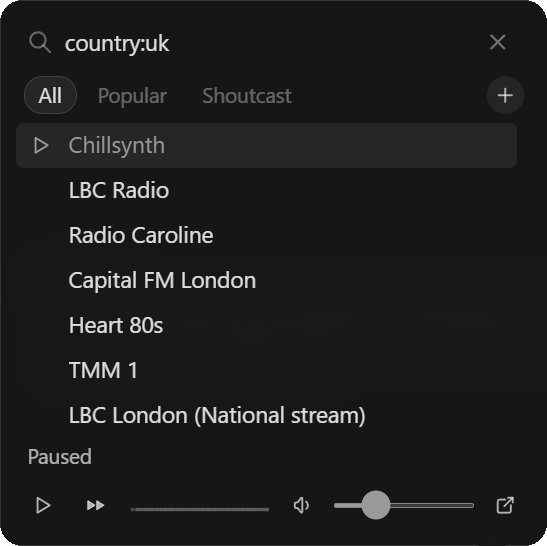 country:uk
All Popular Shoutcast
Chillsynth
LBC Radio
Radio Caroline
Capital FM London
Heart 80s
TMM 1
LBC London (National stream)
Paused